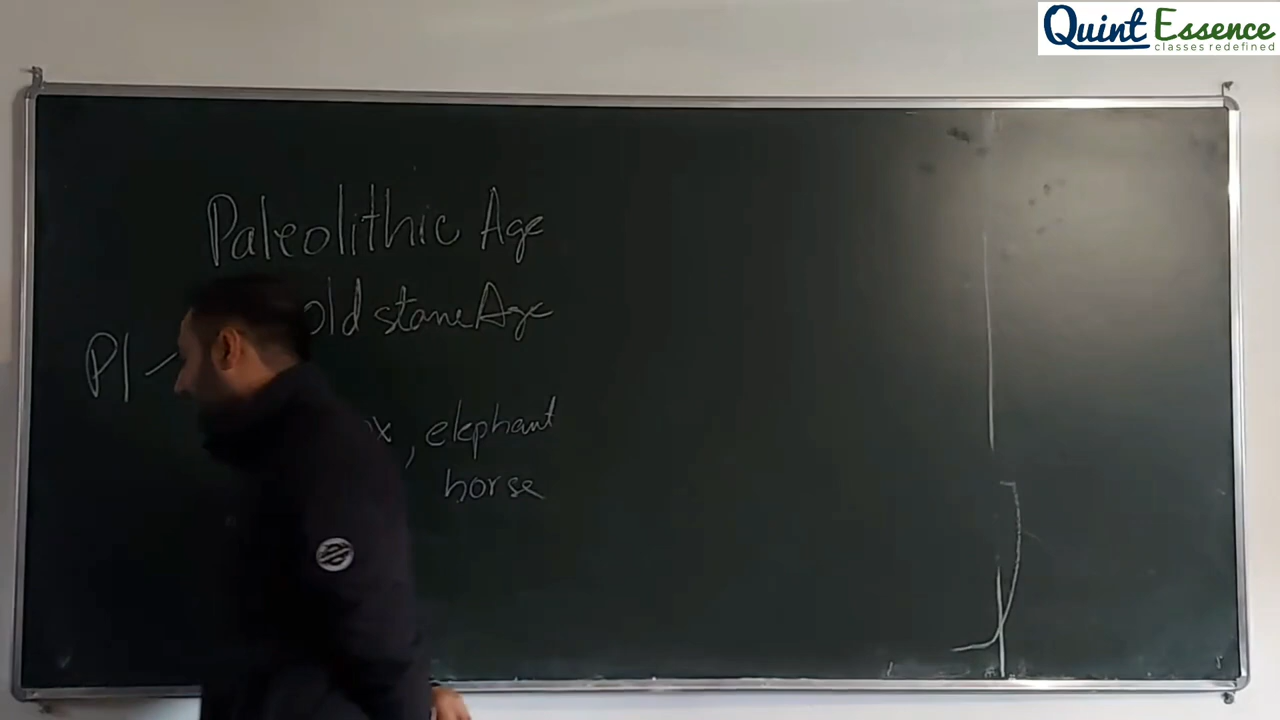 Quint Essence
classes redefined
Paleolithic Age
old stone Age
Pl –
x, elephant
horse